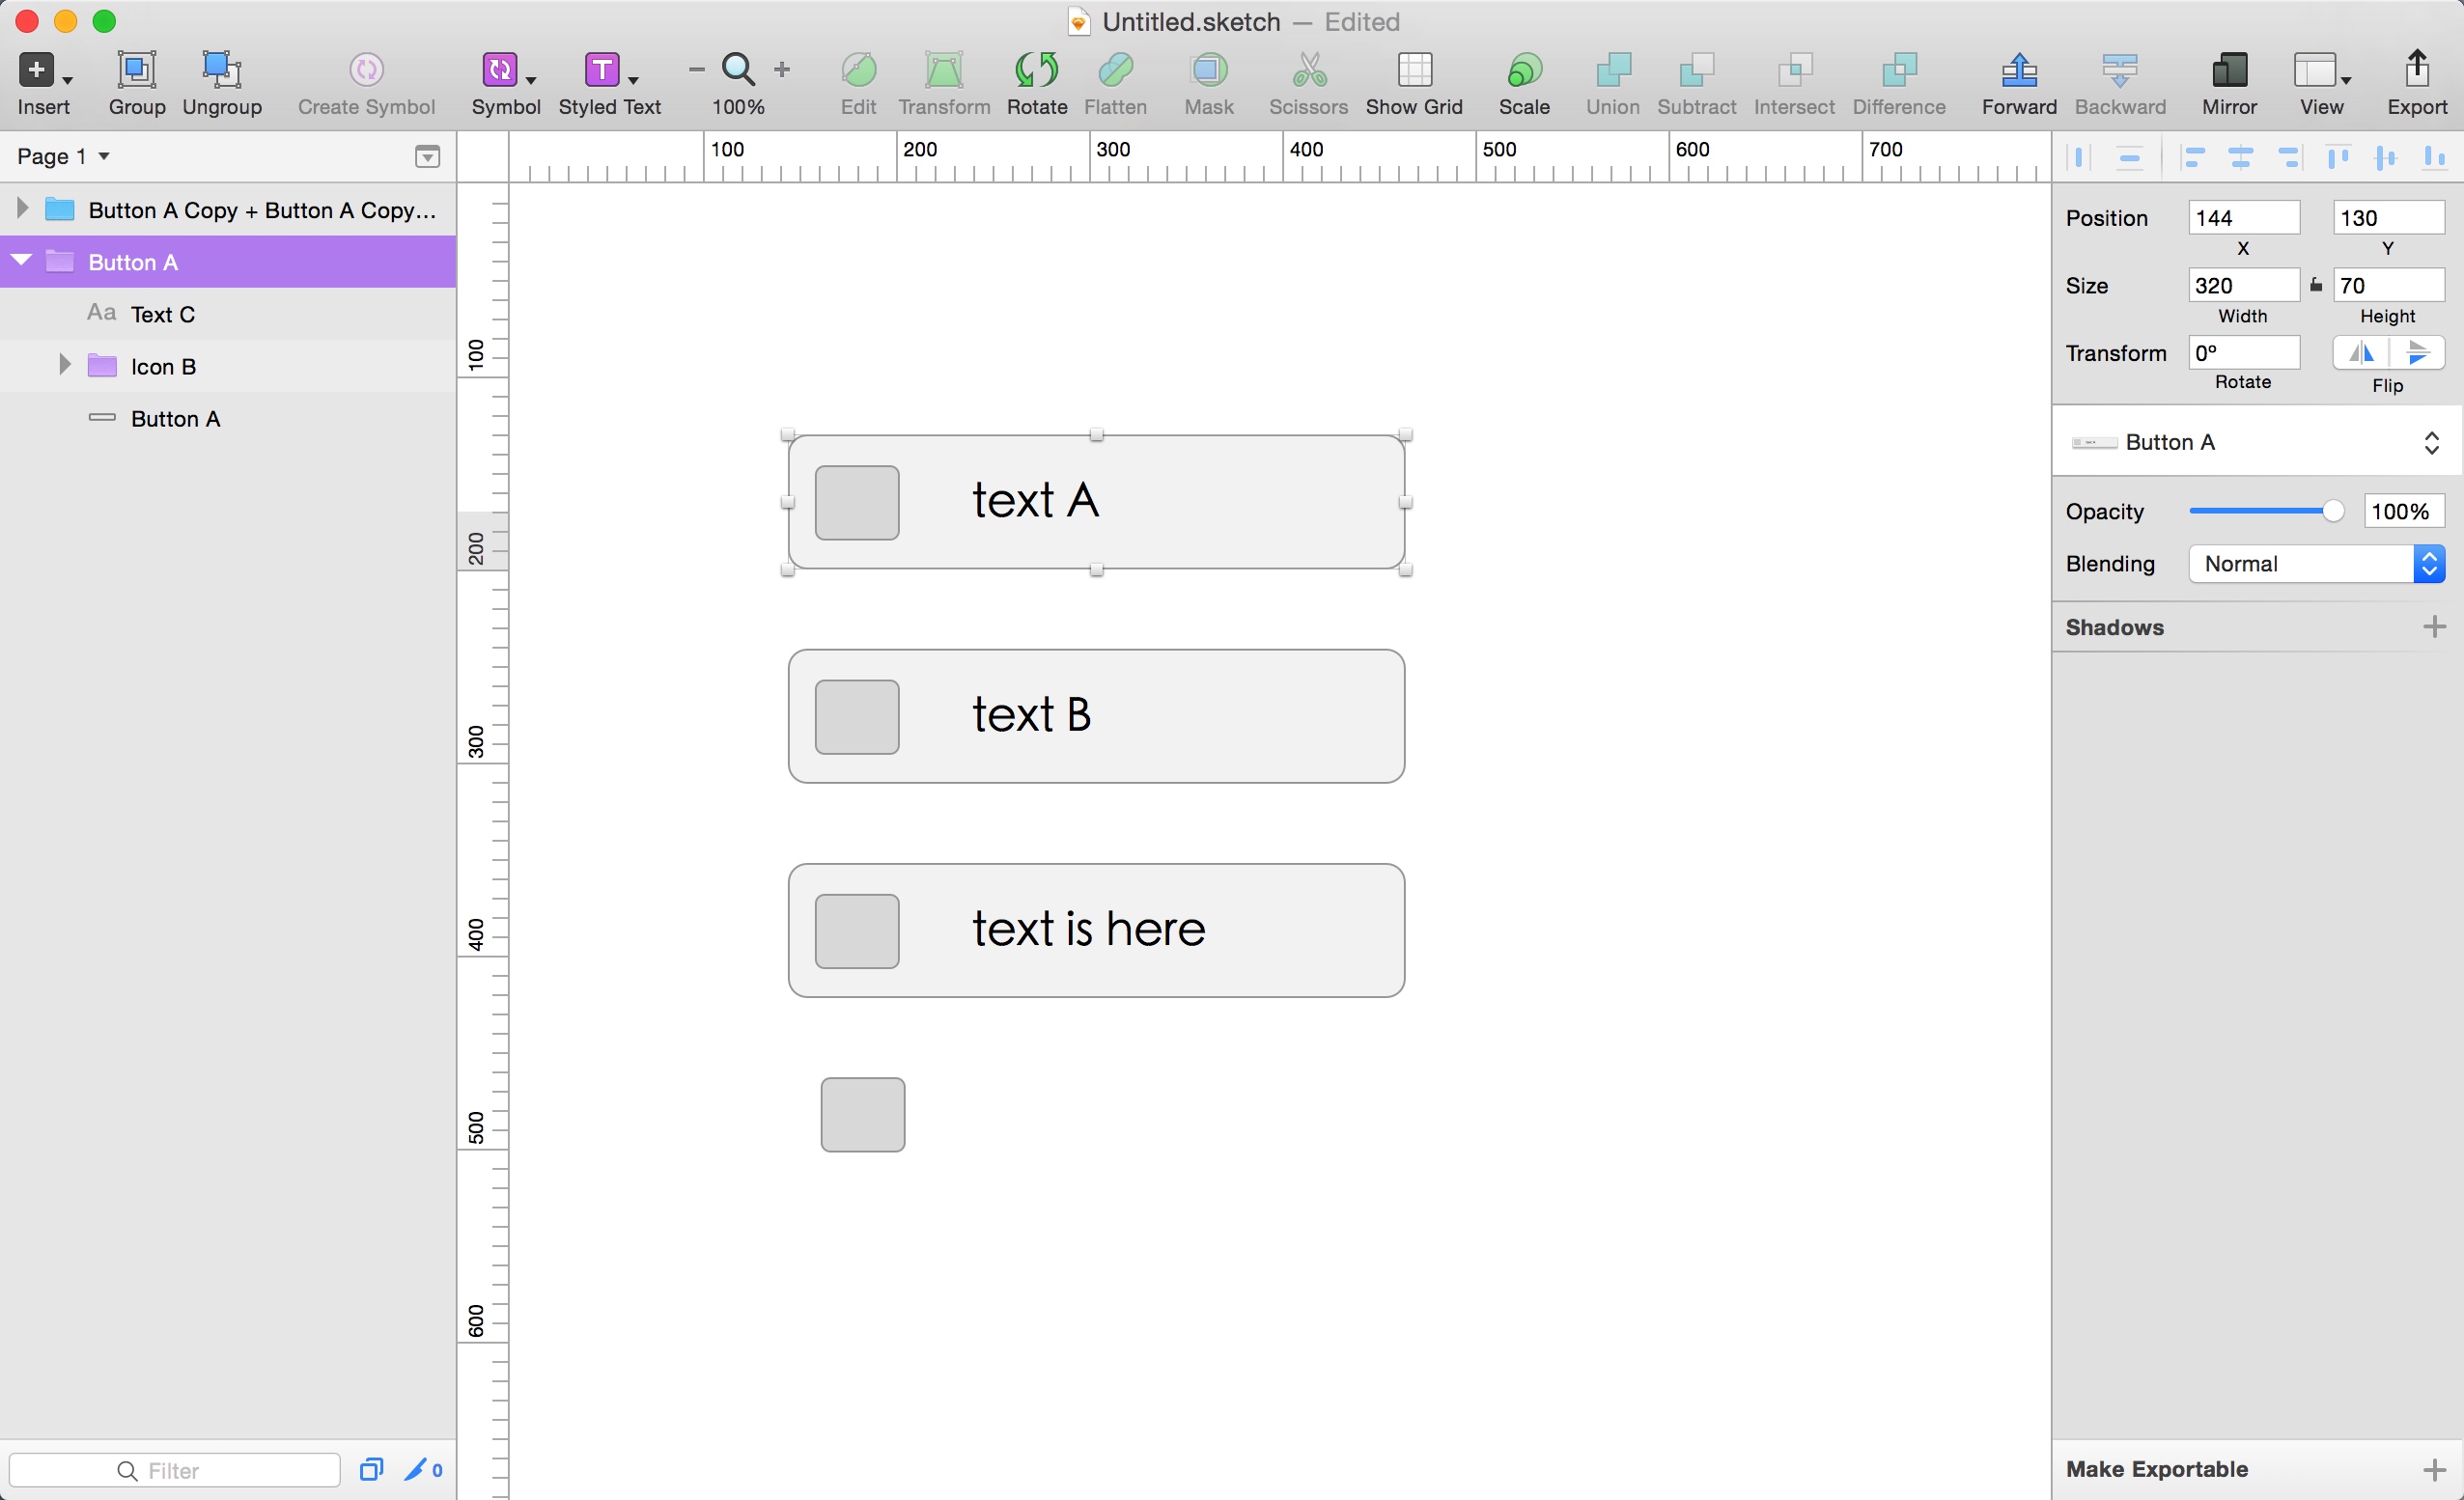 Untitled.sketch — Edited
Insert Group Ungroup Create Symbol Symbol Styled Text 100% Edit Transform Rotate Flatten Mask Scissors Show Grid Scale Union Subtract Intersect Difference Forward Backward Mirror View Export
Page 1
100 200 300 400 500 600 700
Button A Copy + Button A Copy...
Button A
Aa Text C
Icon B
Button A
100
200
300
400
500
600
text A
text B
text is here
Position 144 130
X Y
Size 320 70
Width Height
Transform 0°
Rotate Flip
Button A
Opacity 100%
Blending Normal
Shadows
Filter 0
Make Exportable